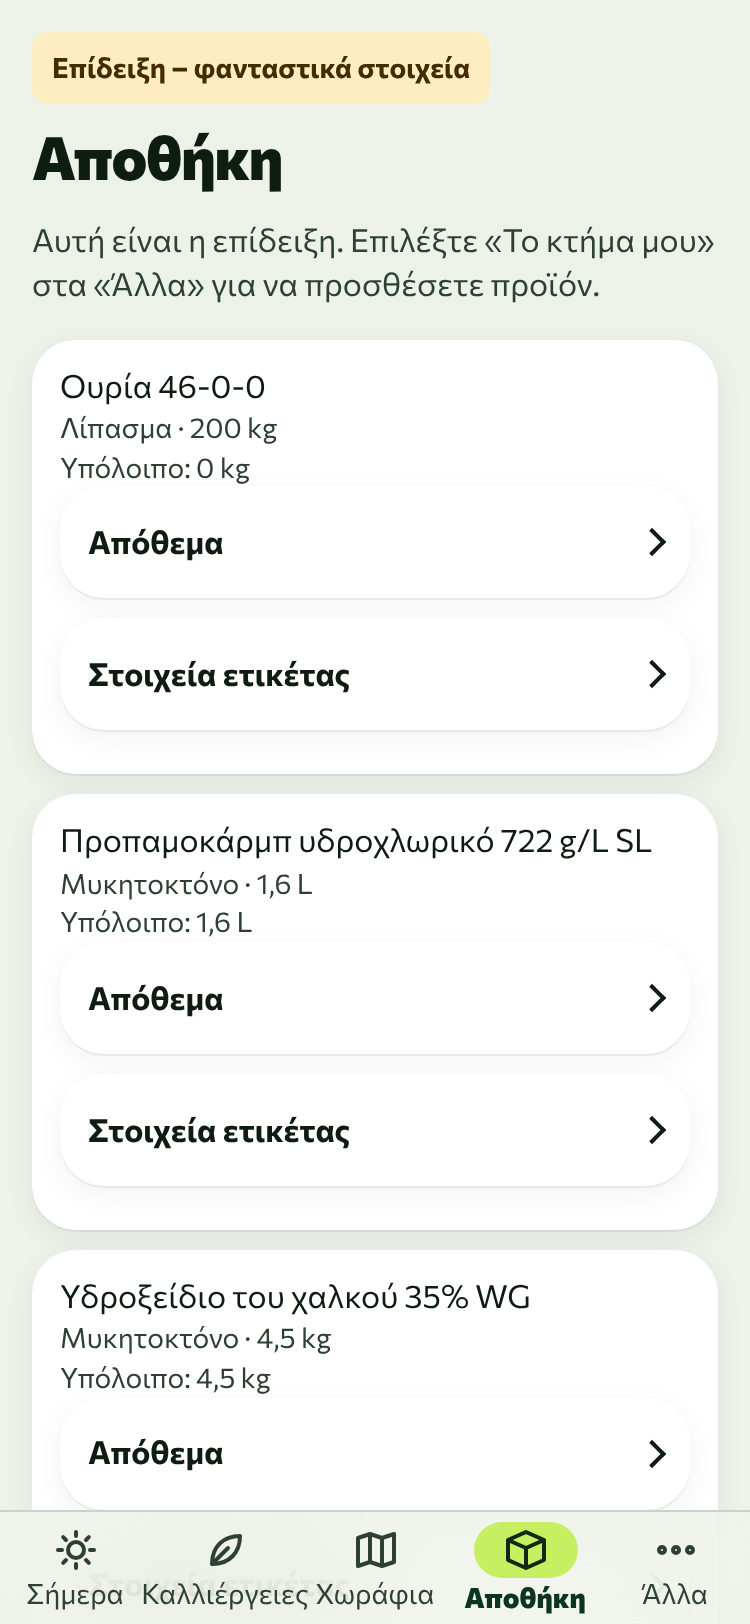 Επίδειξη – φανταστικά στοιχεία
Αποθήκη
Αυτή είναι η επίδειξη. Επιλέξτε «Το κτήμα μου»
στα «Άλλα» για να προσθέσετε προϊόν.
Ουρία 46-0-0
Λίπασμα · 200 kg
Υπόλοιπο: 0 kg
Απόθεμα
Στοιχεία ετικέτας
Προπαμοκάρμπ υδροχλωρικό 722 g/L SL
Μυκητοκτόνο · 1,6 L
Υπόλοιπο: 1,6 L
Απόθεμα
Στοιχεία ετικέτας
Υδροξείδιο του χαλκού 35% WG
Μυκητοκτόνο · 4,5 kg
Υπόλοιπο: 4,5 kg
Απόθεμα
Στοιχεία ετικέτας
Σήμερα Καλλιέργειες Χωράφια Αποθήκη Άλλα